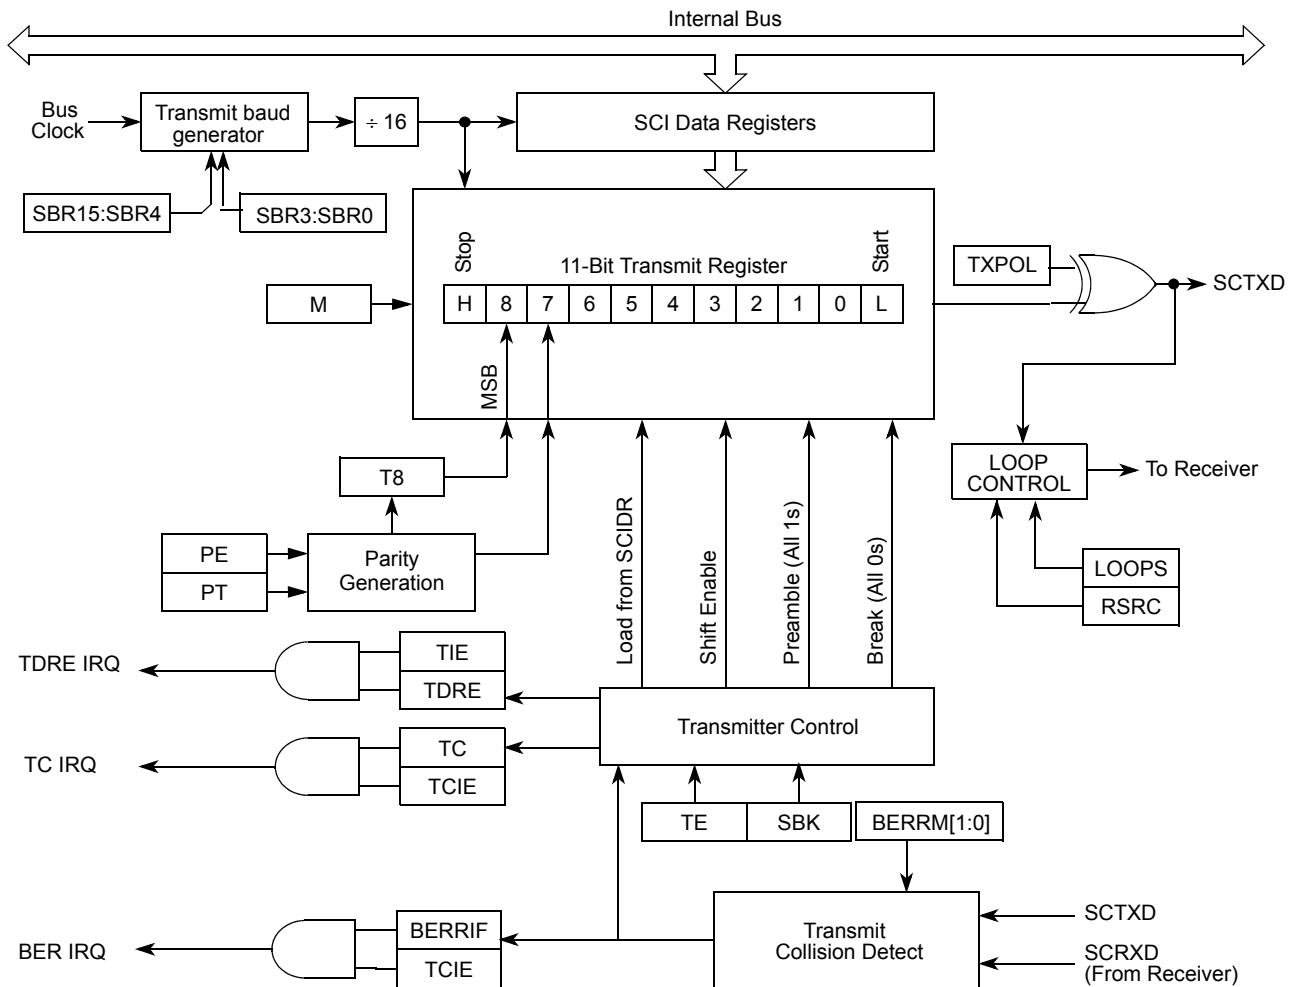 Internal Bus
Bus
Clock
Transmit baud
generator
÷ 16
SCI Data Registers
SBR15:SBR4
SBR3:SBR0
Stop
11-Bit Transmit Register
Start
TXPOL
SCTXD
M
H 8 7 6 5 4 3 2 1 0 L
MSB
T8
LOOP
CONTROL
To Receiver
PE
PT
Parity
Generation
Load from SCIDR
Shift Enable
Preamble (All 1s)
Break (All 0s)
LOOPS
RSRC
TDRE IRQ
TIE
TDRE
Transmitter Control
TC IRQ
TC
TCIE
TE
SBK
BERRM[1:0]
BER IRQ
BERRIF
TCIE
Transmit
Collision Detect
SCTXD
SCRXD
(From Receiver)